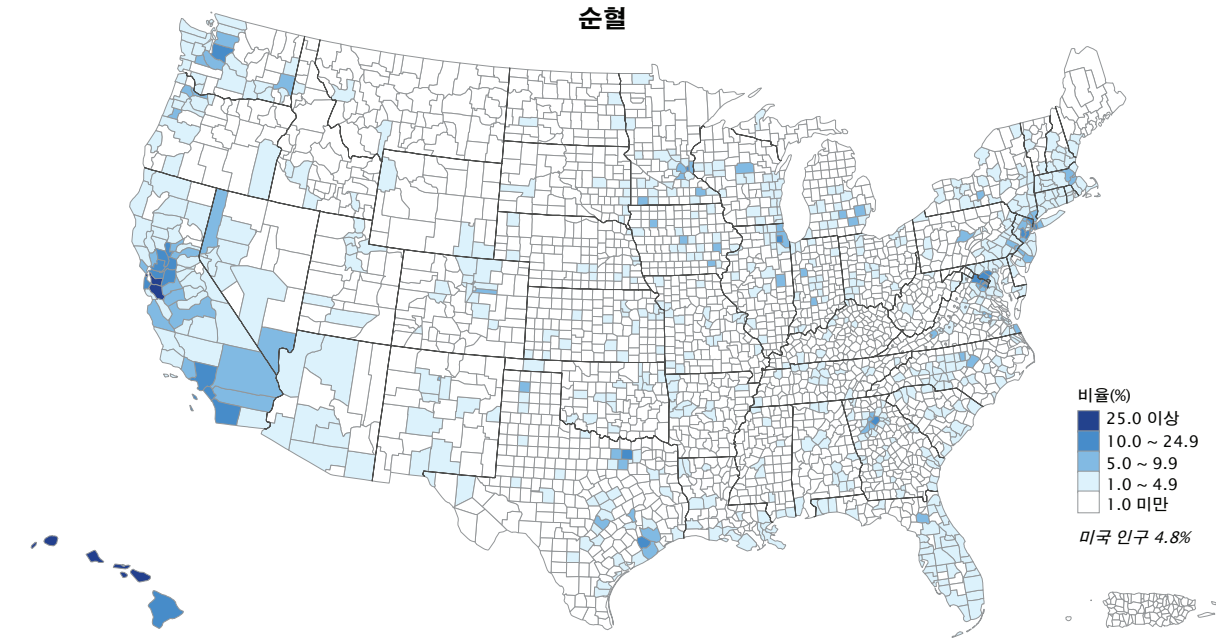 순혈
비율(%)
25.0 이상
10.0 ~ 24.9
5.0 ~ 9.9
1.0 ~ 4.9
1.0 미만
미국 인구 4.8%